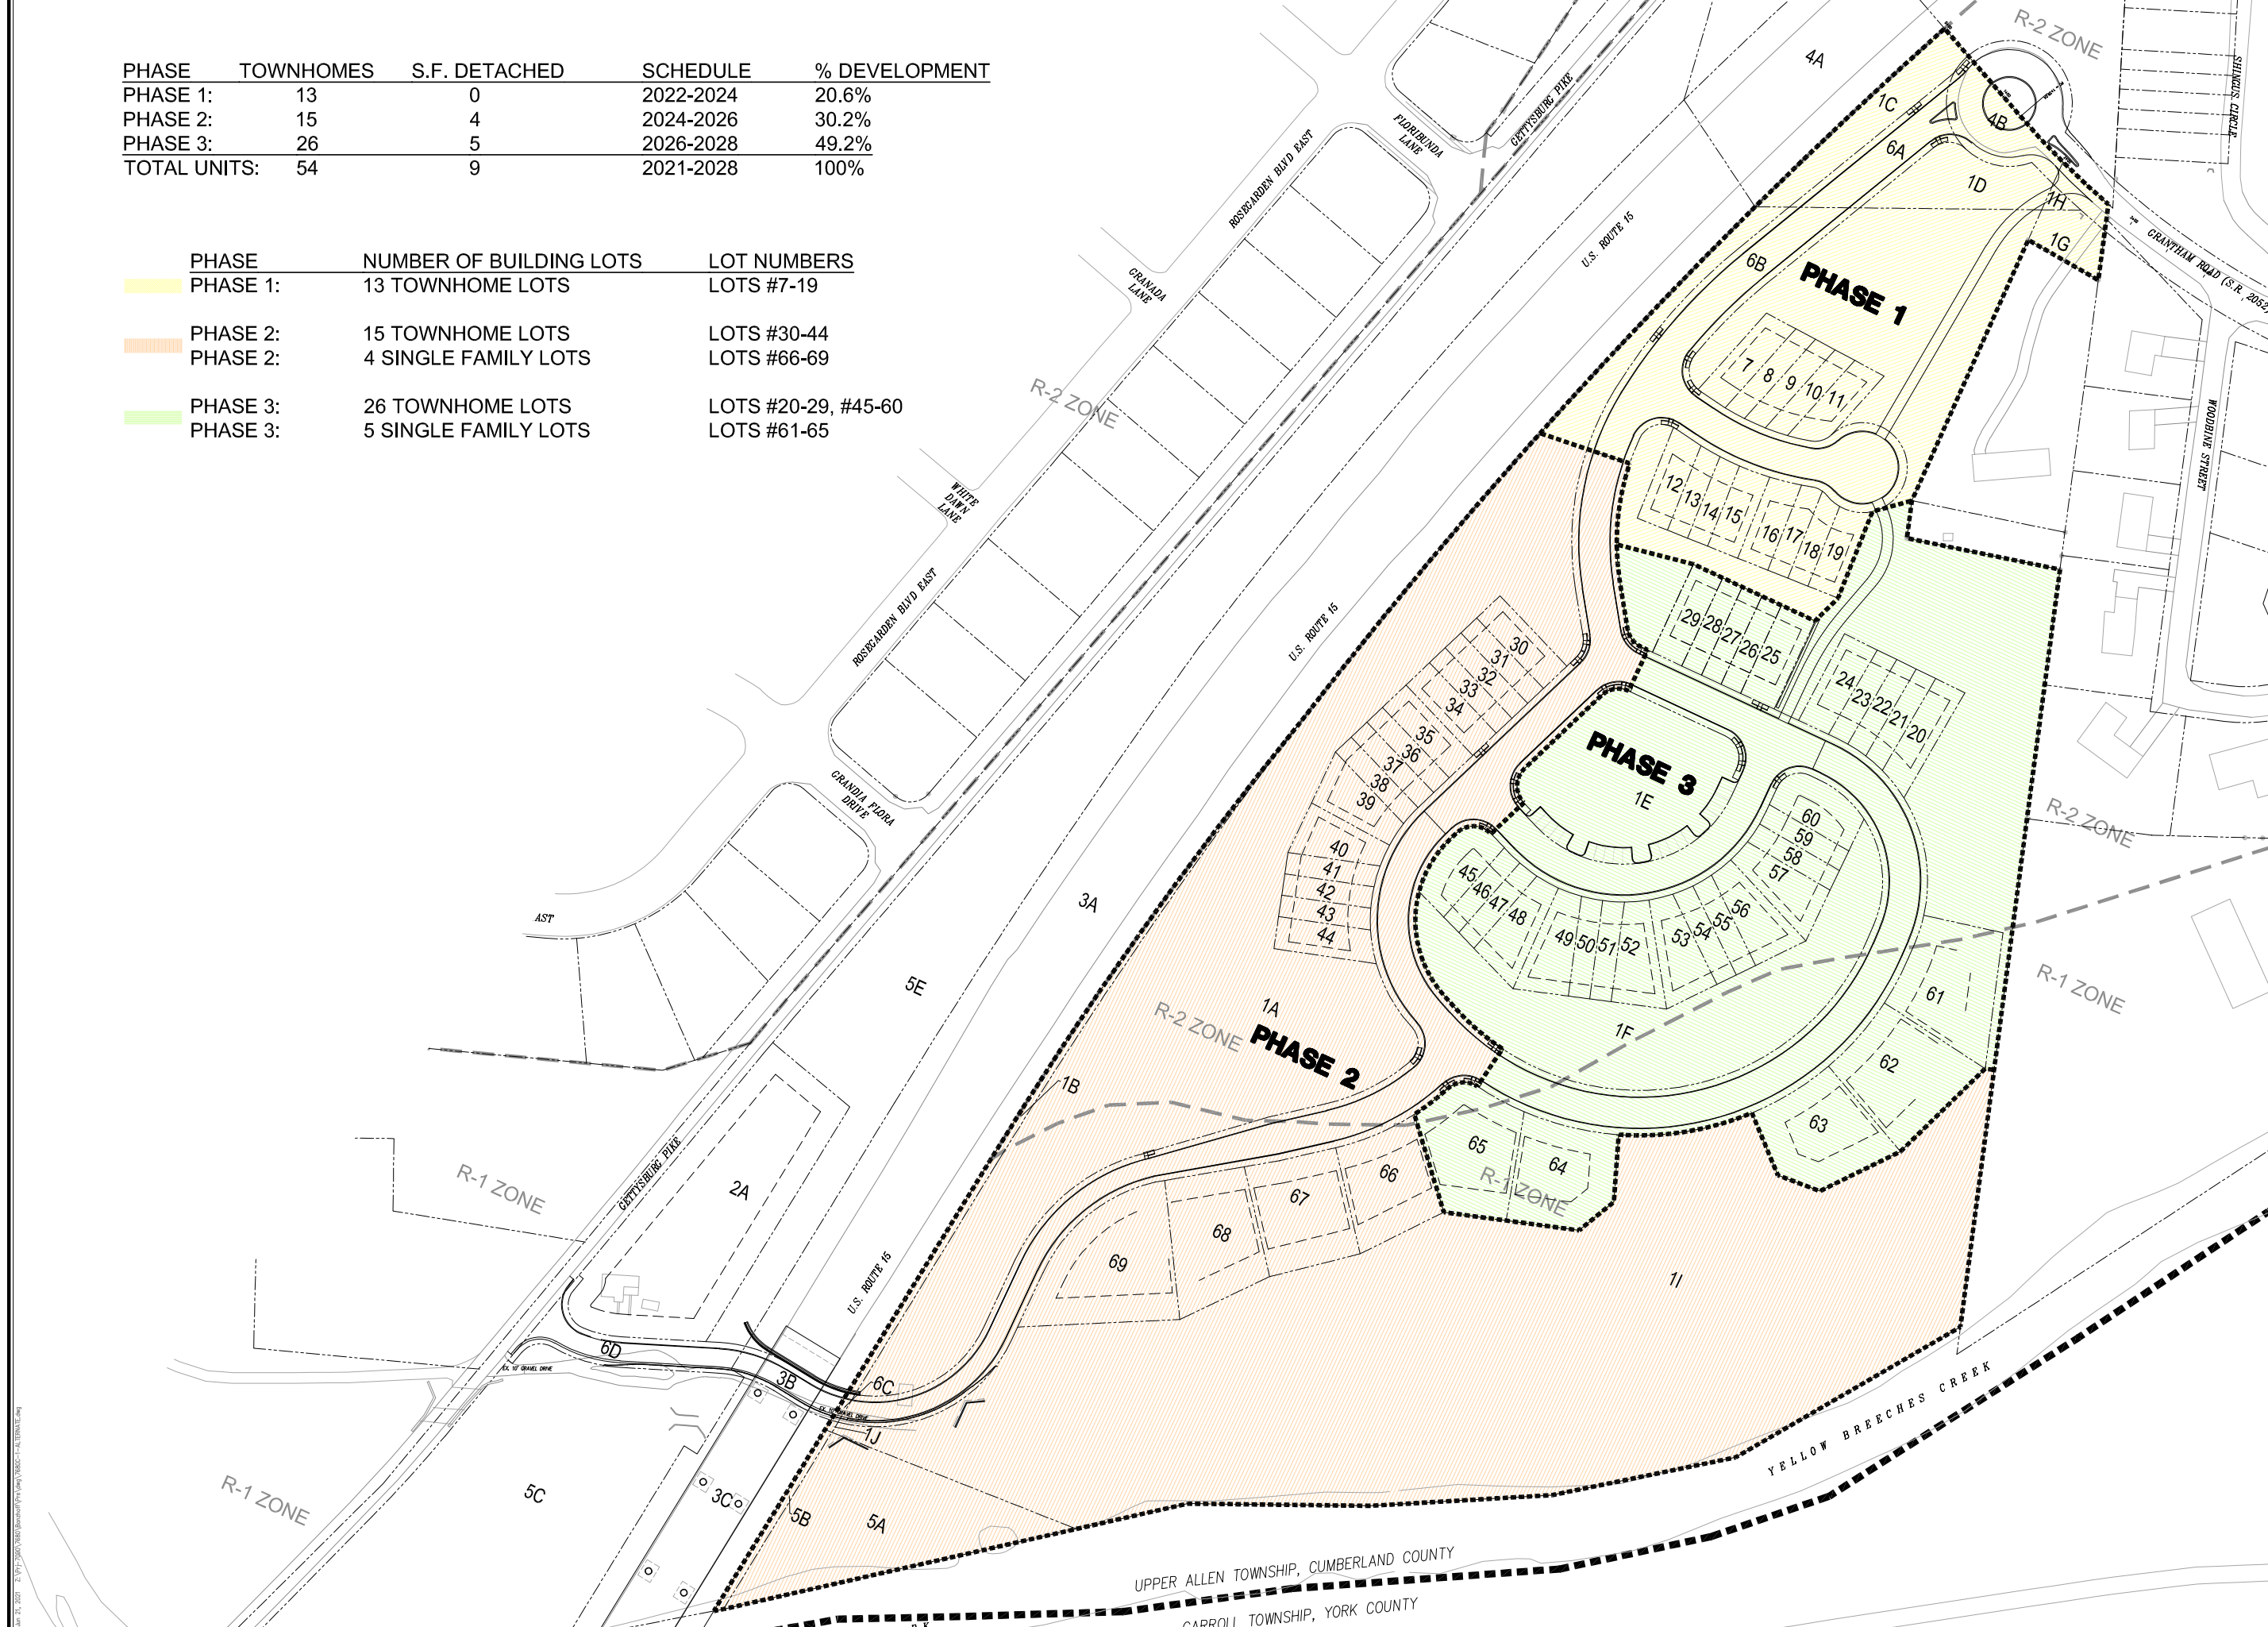 PHASE TOWNHOMES S.F. DETACHED SCHEDULE % DEVELOPMENT
PHASE 1: 13 0 2022-2024 20.6%
PHASE 2: 15 4 2024-2026 30.2%
PHASE 3: 26 5 2026-2028 49.2%
TOTAL UNITS: 54 9 2021-2028 100%
PHASE NUMBER OF BUILDING LOTS LOT NUMBERS
PHASE 1: 13 TOWNHOME LOTS LOTS #7-19
PHASE 2: 15 TOWNHOME LOTS LOTS #30-44
PHASE 2: 4 SINGLE FAMILY LOTS LOTS #66-69
PHASE 3: 26 TOWNHOME LOTS LOTS #20-29, #45-60
PHASE 3: 5 SINGLE FAMILY LOTS LOTS #61-65
R-2 ZONE
4A
SHINGUS CIRCLE
GETTYSBURG PIKE
FLORIBUNDA
LANE
1C
4B
6A
1D
1H
1G
ROSEGARDEN BLVD EAST
U.S. ROUTE 15
GRANTHAM ROAD (S.R. 2052)
GRANADA
LANE
6B
PHASE 1
7
8
9
10
11
R-2 ZONE
WOODBINE STREET
WHITE
DAWN
LANE
12
13
14
15
16
17
18
19
ROSEGARDEN BLVD EAST
U.S. ROUTE 15
29
28
27
26
25
30
31
32
33
34
24
23
22
21
20
35
36
37
38
39
PHASE 3
1E
GRANDIA FLORA
DRIVE
R-2 ZONE
60
59
58
57
40
41
42
43
44
45
46
47
48
49
50
51
52
53
54
55
56
3A
AST
5E
R-1 ZONE
61
1A
R-2 ZONE
PHASE 2
1F
62
1B
63
65
64
R-1 ZONE
66
67
68
69
GETTYSBURG PIKE
R-1 ZONE
2A
1I
U.S. ROUTE 15
6D
EX. 10' GRAVEL DRIVE
3B
6C
EX. 10' GRAVEL DRIVE
1J
YELLOW BREECHES CREEK
R-1 ZONE
5C
3C
5B
5A
UPPER ALLEN TOWNSHIP, CUMBERLAND COUNTY
CARROLL TOWNSHIP, YORK COUNTY